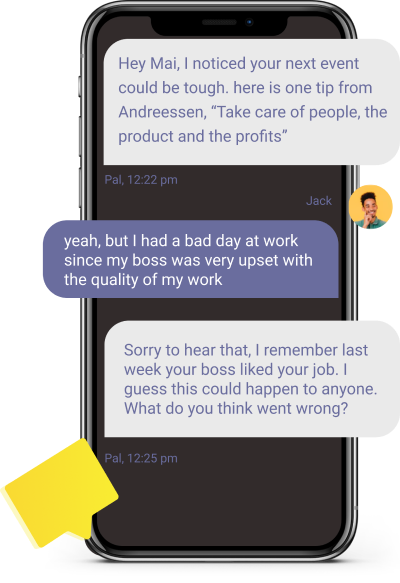 Hey Mai, I noticed your next event
could be tough. here is one tip from
Andreessen, “Take care of people, the
product and the profits”
Pal, 12:22 pm
Jack
yeah, but I had a bad day at work
since my boss was very upset with
the quality of my work
Sorry to hear that, I remember last
week your boss liked your job. I
guess this could happen to anyone.
What do you think went wrong?
Pal, 12:25 pm